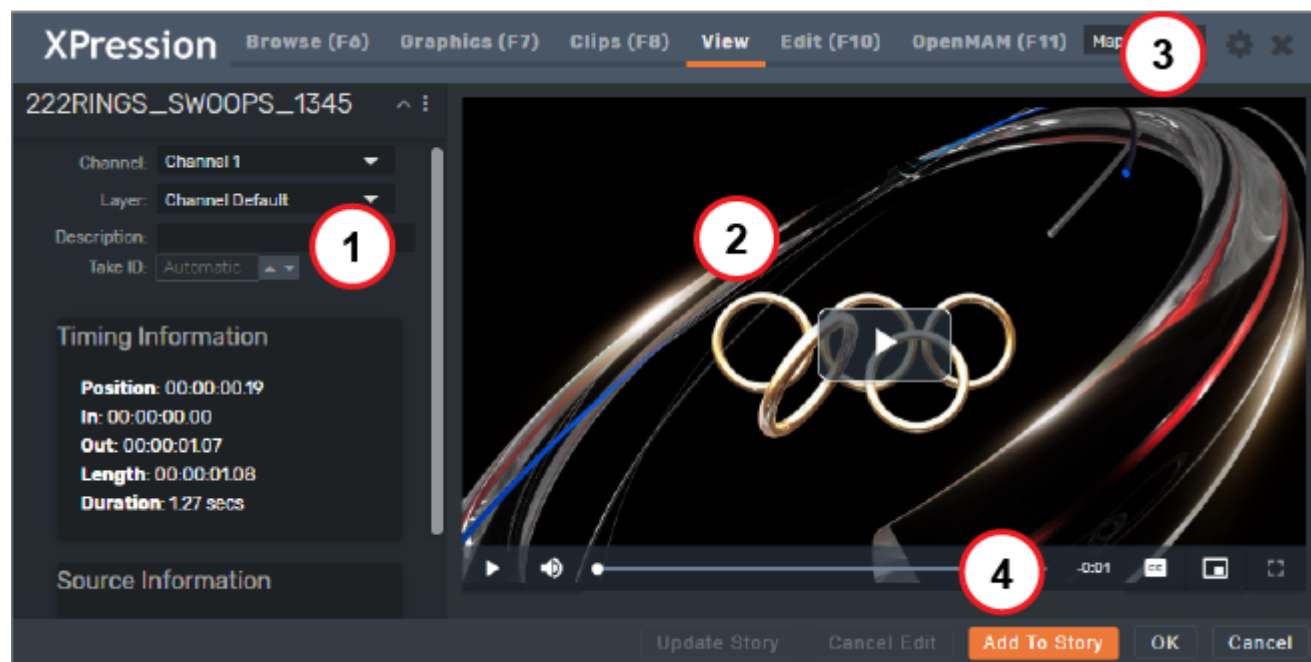 XPression Browse (F6) Graphics (F7) Clips (F8) View Edit (F10) OpenMAM (F11) Map
3
222RINGS_SWOOPS_1345
Channel: Channel 1
Layer: Channel Default
Description:
1
Take ID: Automatic
2
Timing Information
Position: 00:00:00.19
In: 00:00:00.00
Out: 00:00:01.07
Length: 00:00:01.08
Duration: 1.27 secs
Source Information
4
-0:01 CC
Update Story Cancel Edit Add To Story OK Cancel